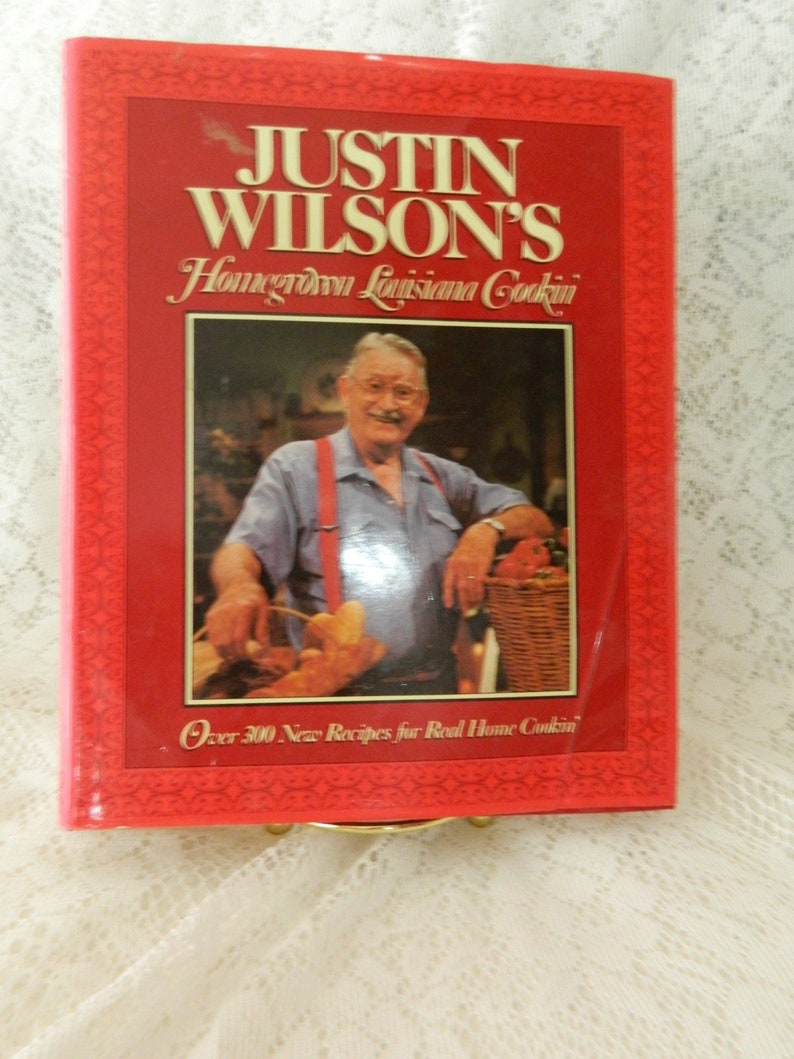 JUSTIN
WILSON'S
Homegrown Louisiana Cookin'
Over 300 New Recipes for Real Home Cookin'